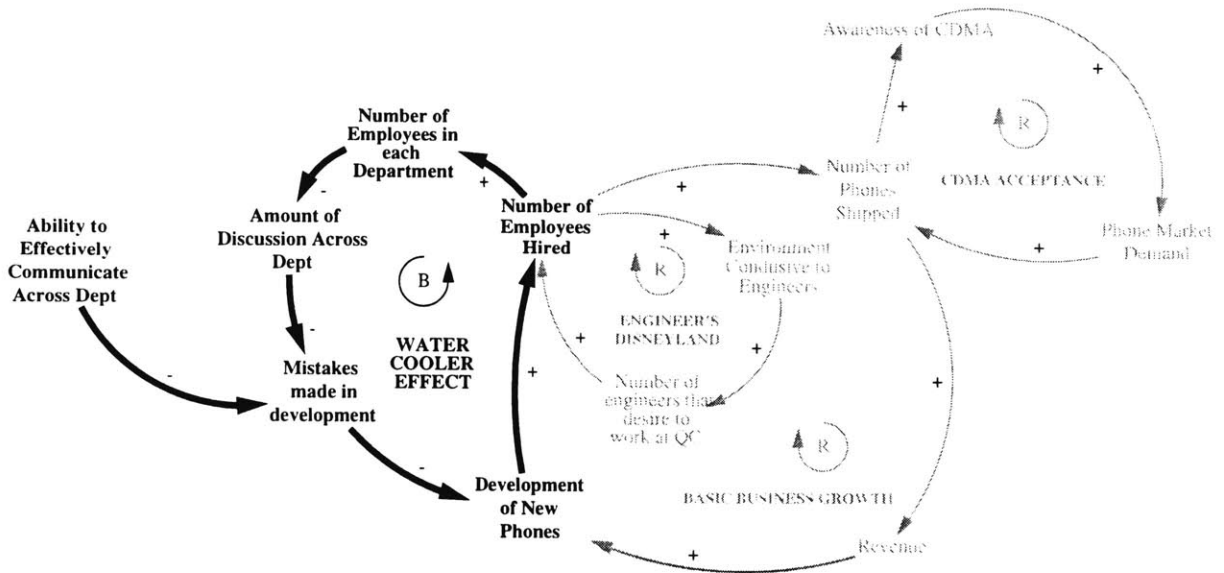 Awareness of CDMA
+
+
R
CDMA ACCEPTANCE
Number of
Phones
Shipped
+
Phone Market
Demand
Number of
Employees in
each
Department
+
-
Number of
Employees
Hired
+
+
Environment
Condusive to
Engineers
R
ENGINEER'S
DISNEYLAND
+
+
Number of
engineers that
desire to
work at QC
Amount of
Discussion Across
Dept
B
WATER
COOLER
EFFECT
-
Ability to
Effectively
Communicate
Across Dept
-
Mistakes
made in
development
-
+
Development
of New
Phones
R
BASIC BUSINESS GROWTH
+
Revenue
+